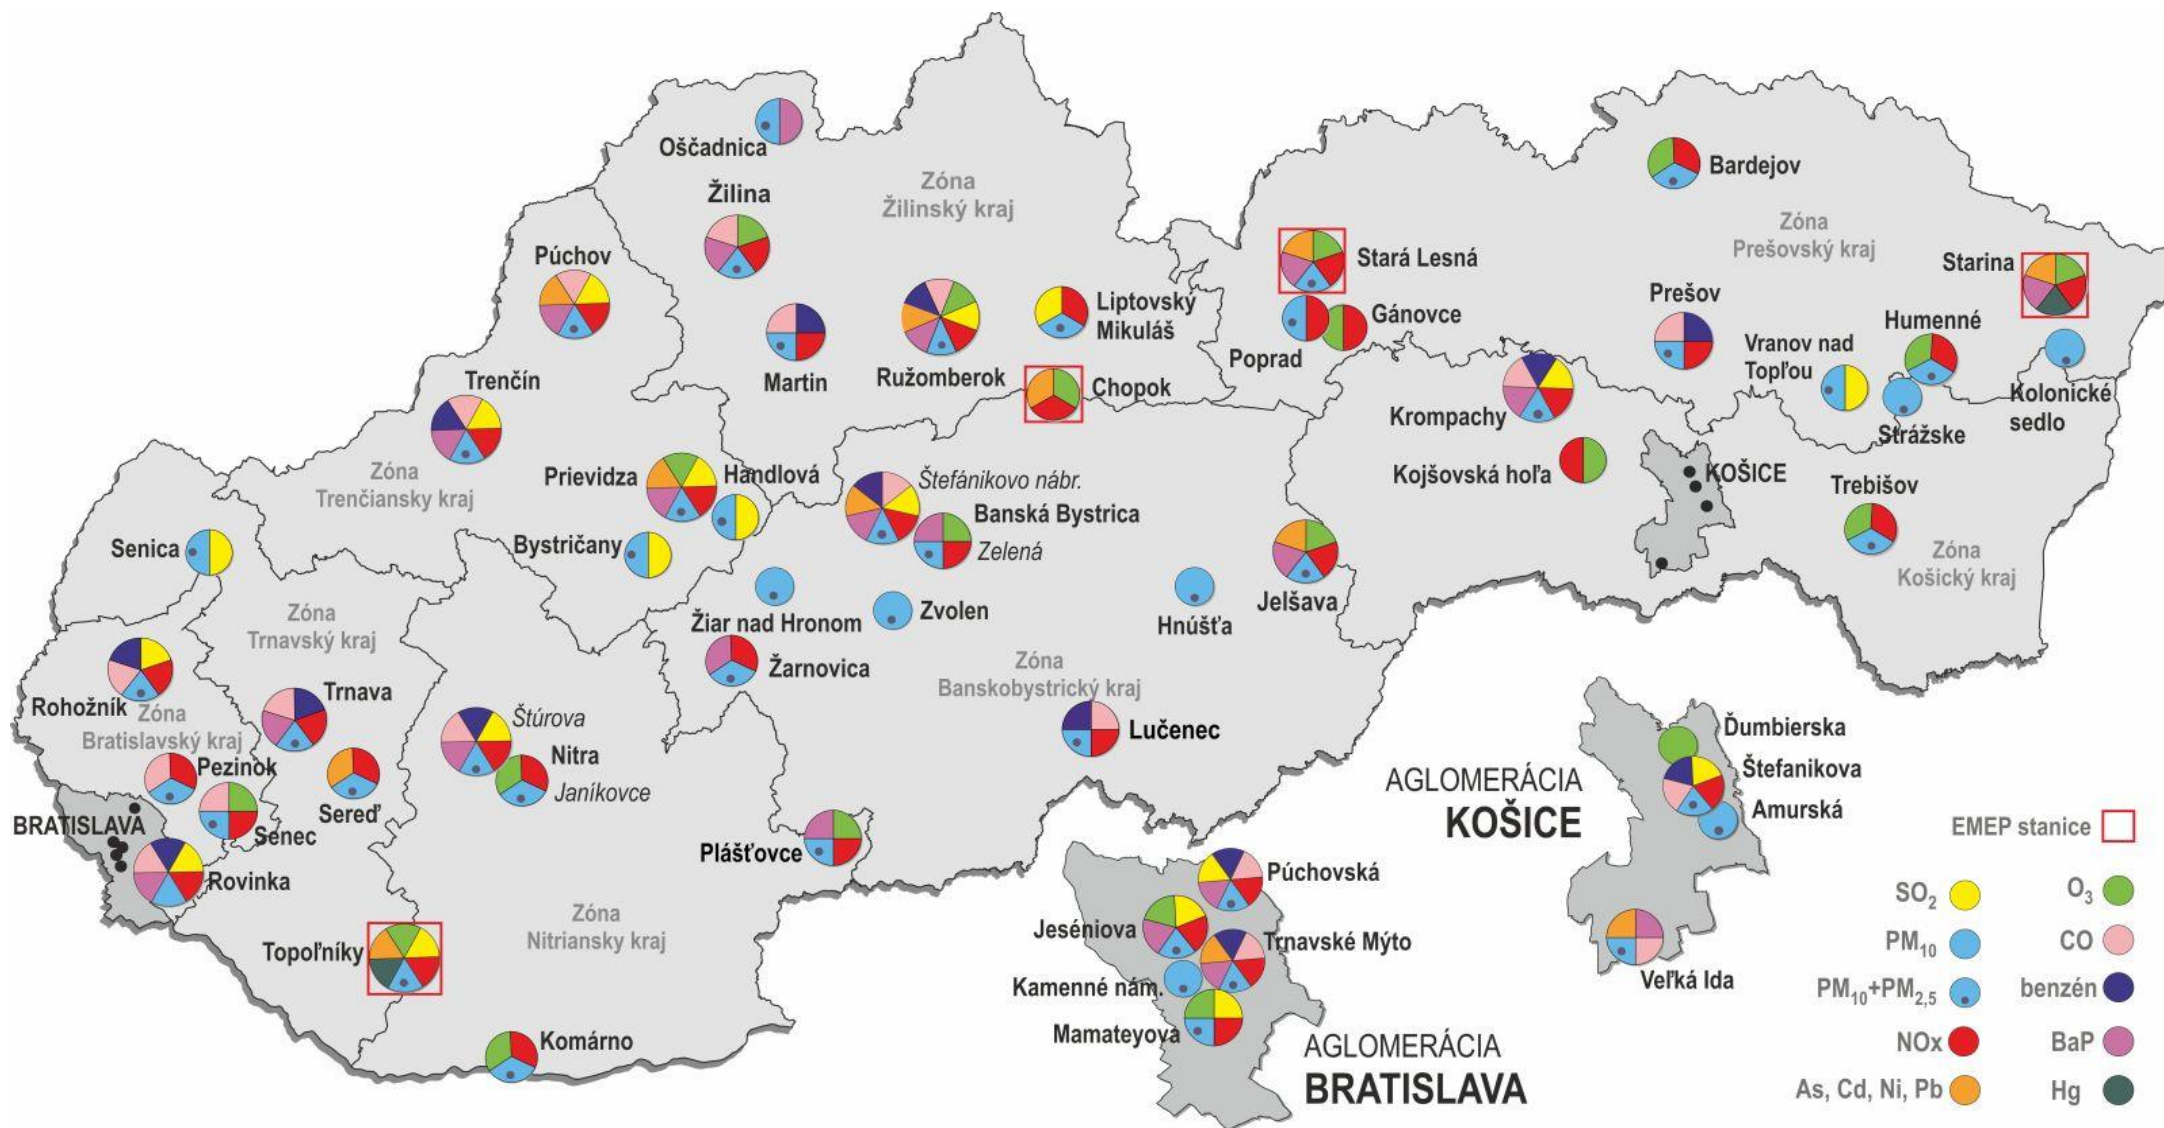 Oščadnica
Žilina
Zóna
Žilinský kraj
Bardejov
Zóna
Prešovský kraj
Púchov
Stará Lesná
Starina
Liptovský
Mikuláš
Gánovce
Poprad
Prešov
Humenné
Vranov nad
Topľou
Martin
Ružomberok
Chopok
Trenčín
Krompachy
Strážske
Kolonické
sedlo
Zóna
Trenčiansky kraj
Prievidza
Handlová
Štefánikovo nábr.
Banská Bystrica
Zelená
Kojšovská hoľa
KOŠICE
Trebišov
Senica
Bystričany
Zóna
Košický kraj
Žiar nad Hronom
Zvolen
Hnúšťa
Jelšava
Zóna
Trnavský kraj
Žarnovica
Zóna
Banskobystrický kraj
Rohožník
Zóna
Bratislavský kraj
Trnava
Štúrova
Nitra
Janíkovce
Lučenec
Pezinok
Sereď
Senec
BRATISLAVA
Rovinka
Plášťovce
Zóna
Nitriansky kraj
Topoľníky
Komárno
AGLOMERÁCIA
KOŠICE
Ďumbierska
Štefanikova
Amurská
Veľká Ida
Púchovská
Jeséniova
Trnavské Mýto
Kamenné nám.
Mamateyova
AGLOMERÁCIA
BRATISLAVA
EMEP stanice
SO2
O3
PM10
CO
PM10+PM2,5
benzén
NOx
BaP
As, Cd, Ni, Pb
Hg